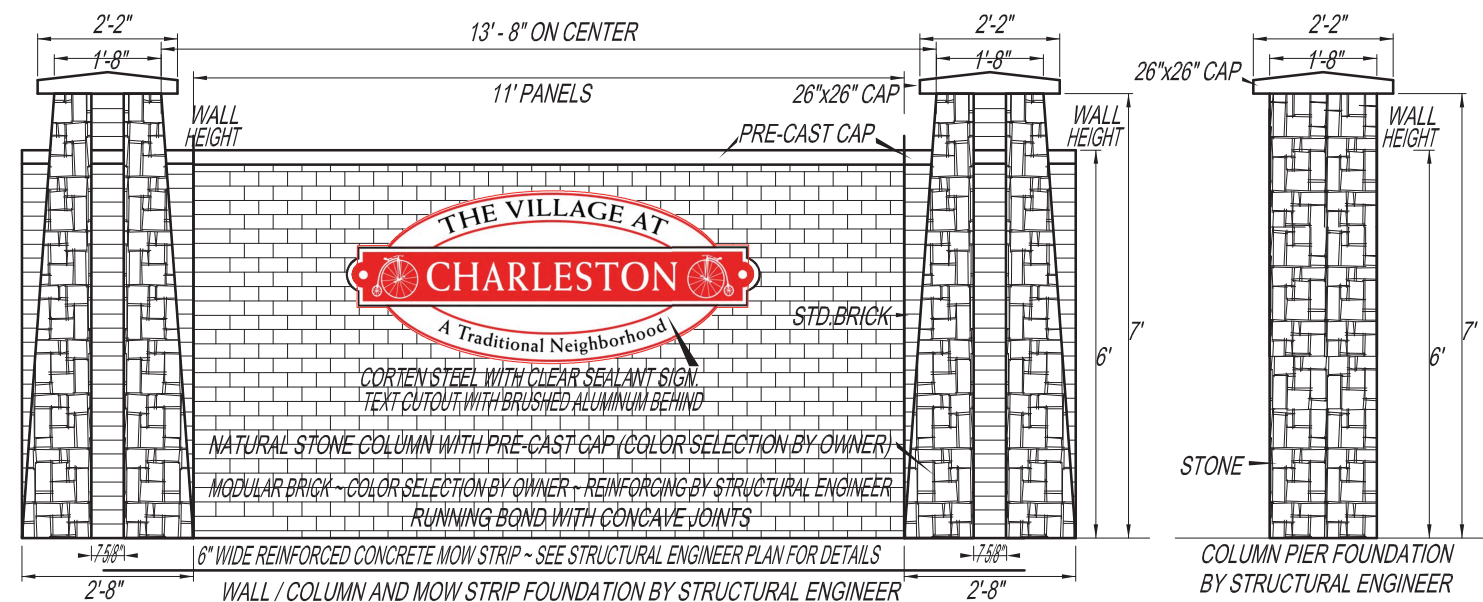 2'-2"
13' - 8" ON CENTER
2'-2"
2'-2"
1'-8"
1'-8"
1'-8"
26"x26" CAP
11' PANELS
26"x26" CAP
WALL
HEIGHT
WALL
HEIGHT
WALL
HEIGHT
PRE-CAST CAP
THE VILLAGE AT
CHARLESTON
A Traditional Neighborhood
STD.BRICK
7'
7'
6'
6'
CORTEN STEEL WITH CLEAR SEALANT SIGN.
TEXT CUTOUT WITH BRUSHED ALUMINUM BEHIND
NATURAL STONE COLUMN WITH PRE-CAST CAP (COLOR SELECTION BY OWNER)
STONE
MODULAR BRICK ~ COLOR SELECTION BY OWNER ~ REINFORCING BY STRUCTURAL ENGINEER
RUNNING BOND WITH CONCAVE JOINTS
7 5/8"
6" WIDE REINFORCED CONCRETE MOW STRIP ~ SEE STRUCTURAL ENGINEER PLAN FOR DETAILS
7 5/8"
COLUMN PIER FOUNDATION
BY STRUCTURAL ENGINEER
2'-8"
WALL / COLUMN AND MOW STRIP FOUNDATION BY STRUCTURAL ENGINEER
2'-8"